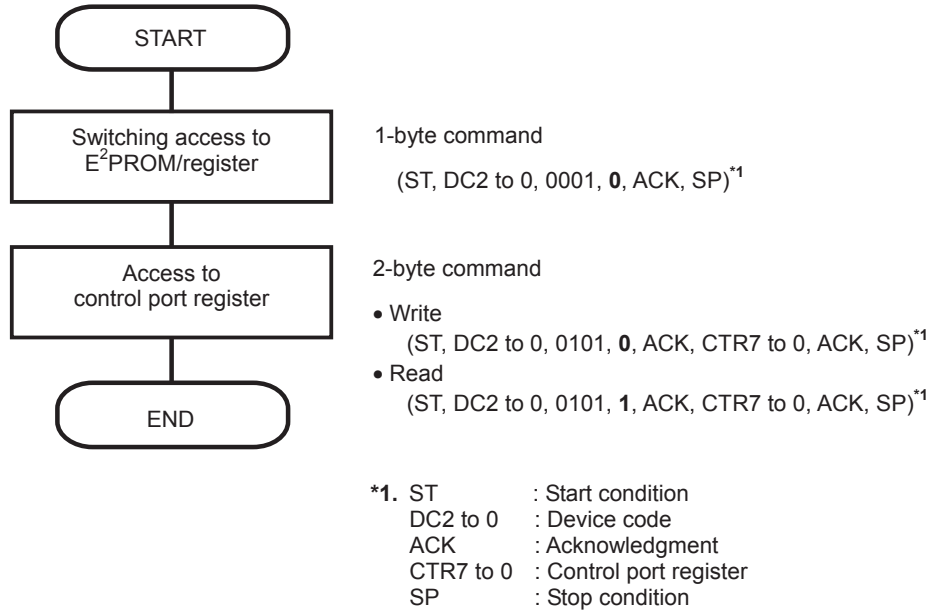 START
Switching access to
E²PROM/register
1-byte command
(ST, DC2 to 0, 0001, 0, ACK, SP)*1
Access to
control port register
2-byte command
• Write
(ST, DC2 to 0, 0101, 0, ACK, CTR7 to 0, ACK, SP)*1
• Read
(ST, DC2 to 0, 0101, 1, ACK, CTR7 to 0, ACK, SP)*1
END
*1. ST : Start condition
DC2 to 0 : Device code
ACK : Acknowledgment
CTR7 to 0 : Control port register
SP : Stop condition